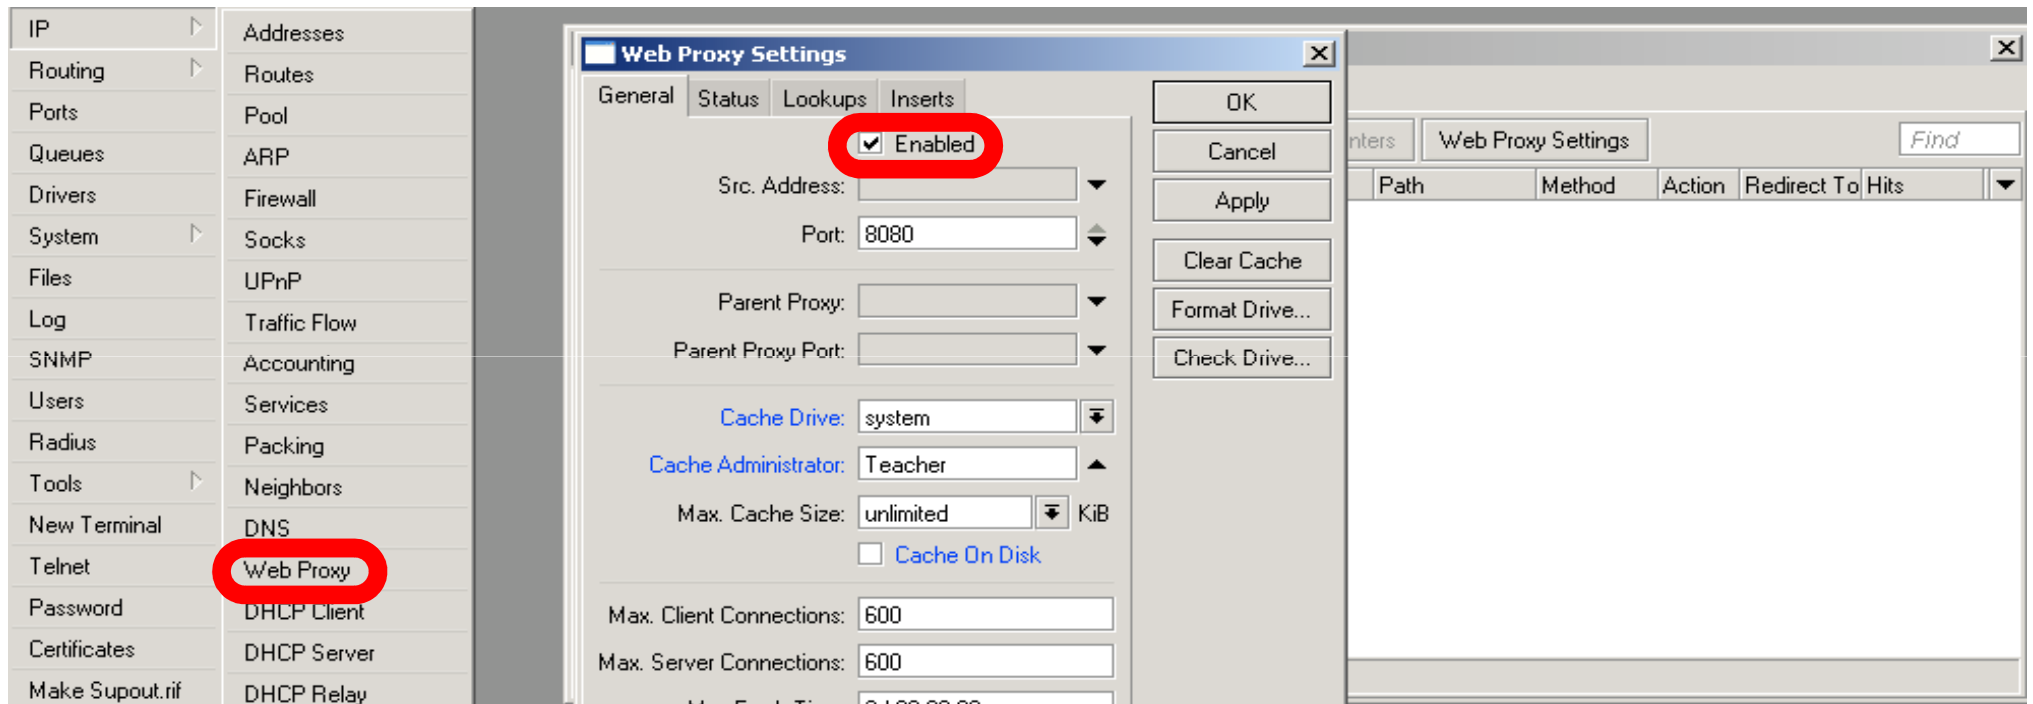 IP
Routing
Ports
Queues
Drivers
System
Files
Log
SNMP
Users
Radius
Tools
New Terminal
Telnet
Password
Certificates
Make Supout.rif
Addresses
Routes
Pool
ARP
Firewall
Socks
UPnP
Traffic Flow
Accounting
Services
Packing
Neighbors
DNS
Web Proxy
DHCP Client
DHCP Server
DHCP Relay
Web Proxy Settings
General Status Lookups Inserts
Enabled
Src. Address:
Port: 8080
Parent Proxy:
Parent Proxy Port:
Cache Drive: system
Cache Administrator: Teacher
Max. Cache Size: unlimited KiB
Cache On Disk
Max. Client Connections: 600
Max. Server Connections: 600
OK
Cancel
Apply
Clear Cache
Format Drive...
Check Drive...
Web Proxy Settings Find
Path Method Action Redirect To Hits